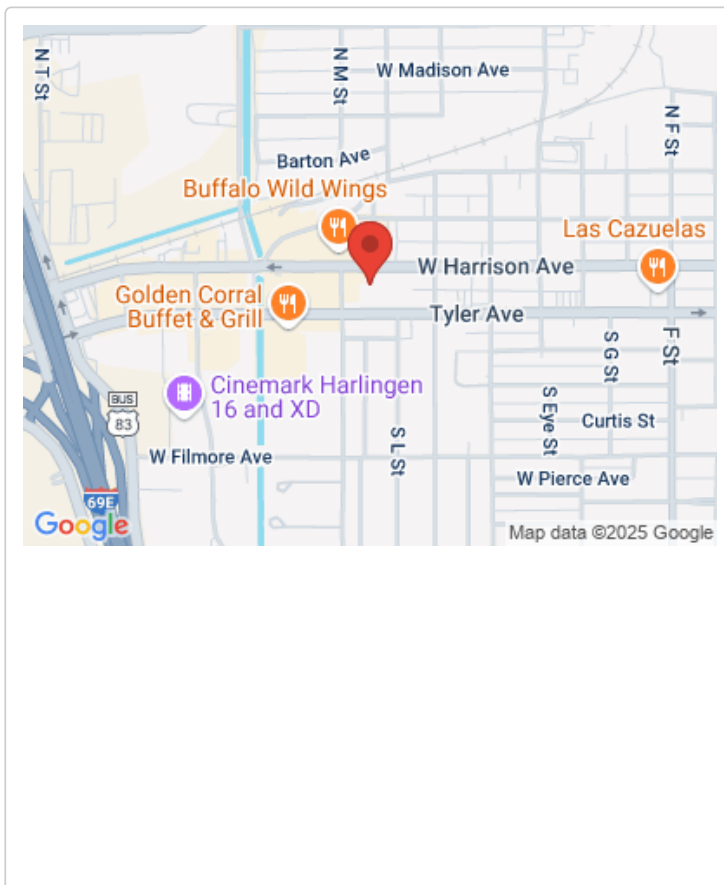 N T St
N M St
W Madison Ave
N F St
Barton Ave
Buffalo Wild Wings
Las Cazuelas
W Harrison Ave
Golden Corral
Buffet & Grill
Tyler Ave
F St
S G St
Cinemark Harlingen
16 and XD
BUS
83
S Eye St
Curtis St
S L St
W Filmore Ave
W Pierce Ave
69E
Google
Map data ©2025 Google